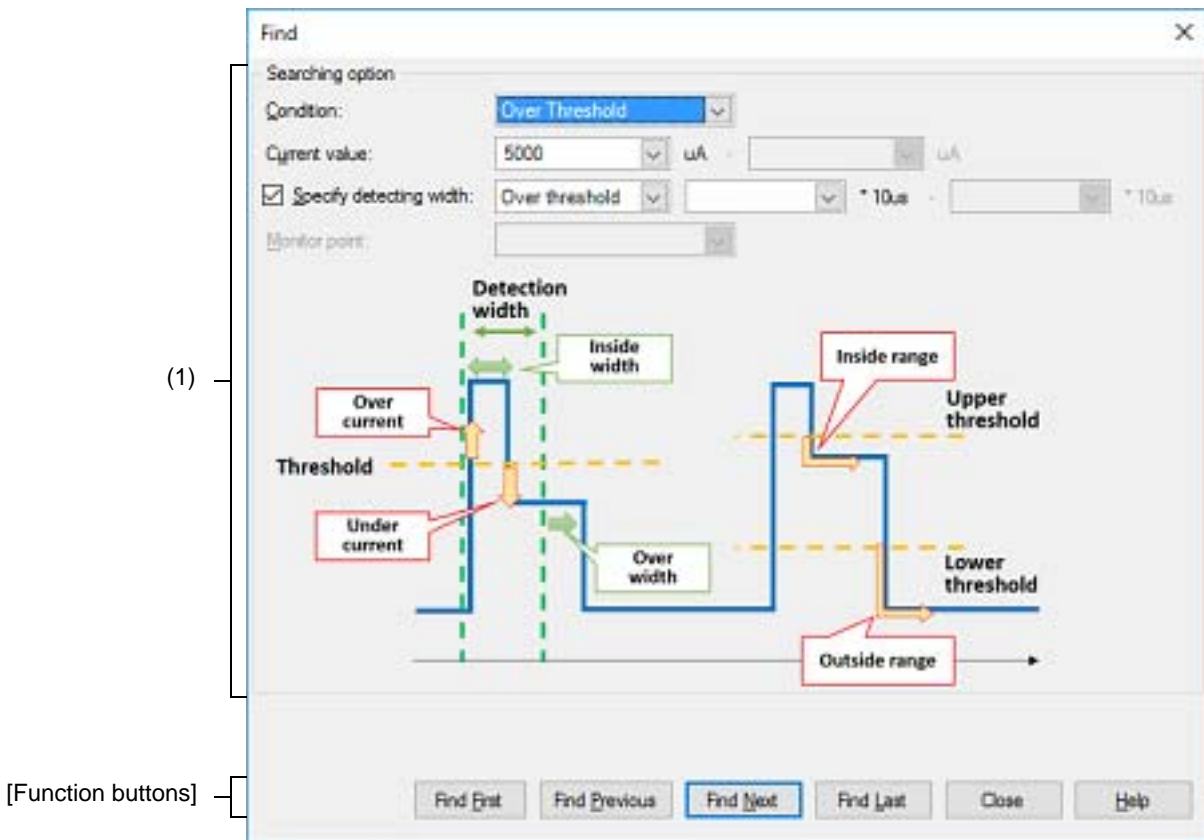 Find
Searching option
Condition: Over Threshold
Current value: 5000 uA - uA
Specify detecting width: Over threshold * 10us - * 10us
Monitor point:
Detection
width
Inside
width
Inside range
Over
current
Upper
threshold
Threshold
(1)
Under
current
Over
width
Lower
threshold
Outside range
[Function buttons]
Find First Find Previous Find Next Find Last Close Help